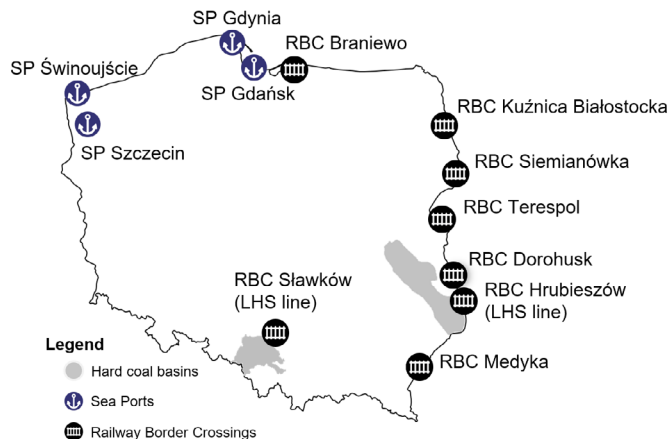 SP Gdynia
RBC Braniewo
SP Świnoujście
SP Gdańsk
RBC Kuźnica Białostocka
SP Szczecin
RBC Siemianówka
RBC Terespol
RBC Dorohusk
RBC Sławków
(LHS line)
RBC Hrubieszów
(LHS line)
RBC Medyka
Legend
Hard coal basins
Sea Ports
Railway Border Crossings